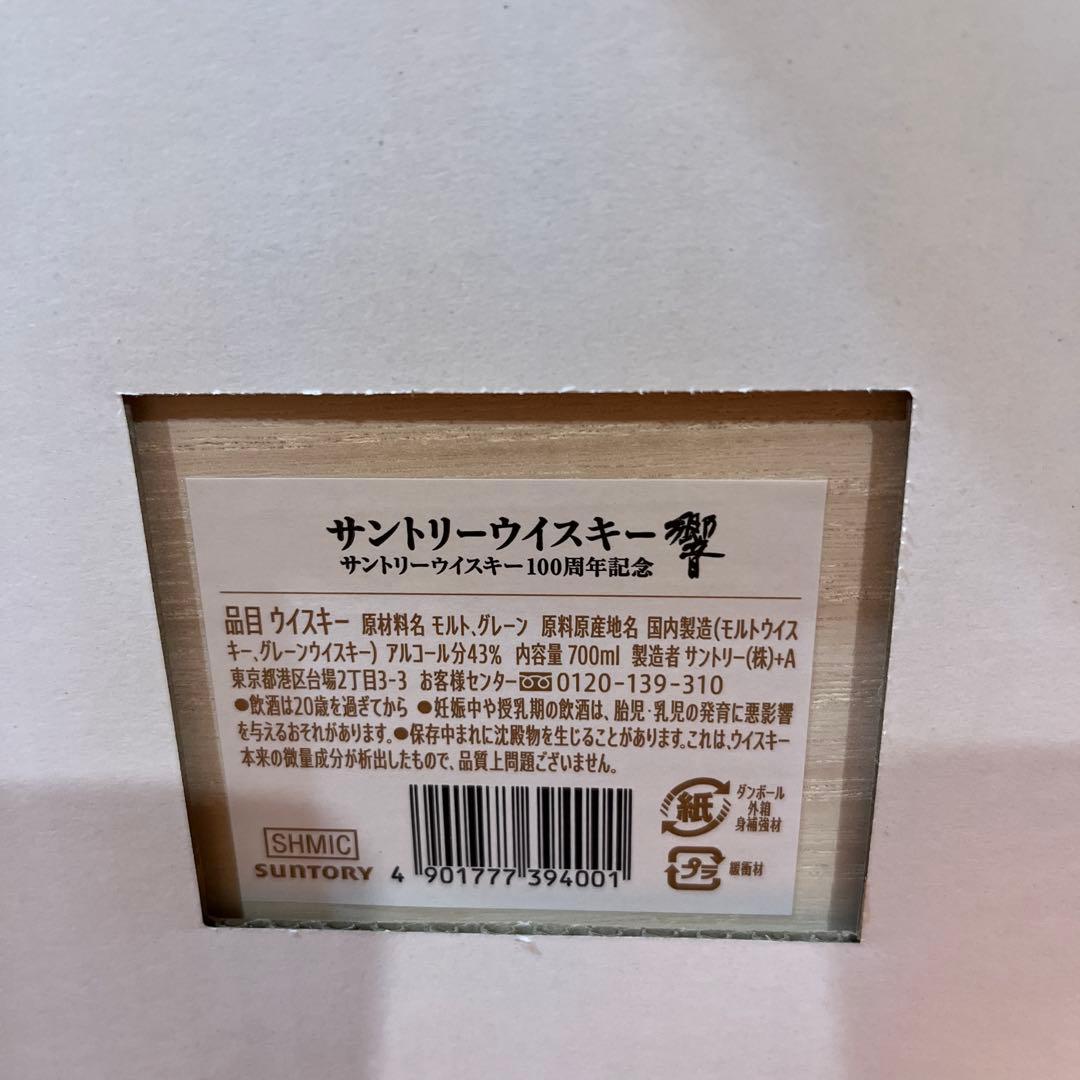 サントリーウイスキー響
サントリーウイスキー100周年記念
品目 ウイスキー 原材料名 モルト、グレーン 原料原産地名 国内製造(モルトウイス
キー、グレーンウイスキー) アルコール分43% 内容量 700ml 製造者 サントリー(株)+A
東京都港区台場2丁目3-3 お客様センター 0120-139-310
●飲酒は20歳を過ぎてから ●妊娠中や授乳期の飲酒は、胎児・乳児の発育に悪影響
を与えるおそれがあります。●保存中まれに沈殿物を生じることがあります。これは、ウイスキー
本来の微量成分が析出したもので、品質上問題ございません。
紙
ダンボール
外箱
身補強材
プラ
緩衝材
SHMIC
SUNTORY
4 901777 394001